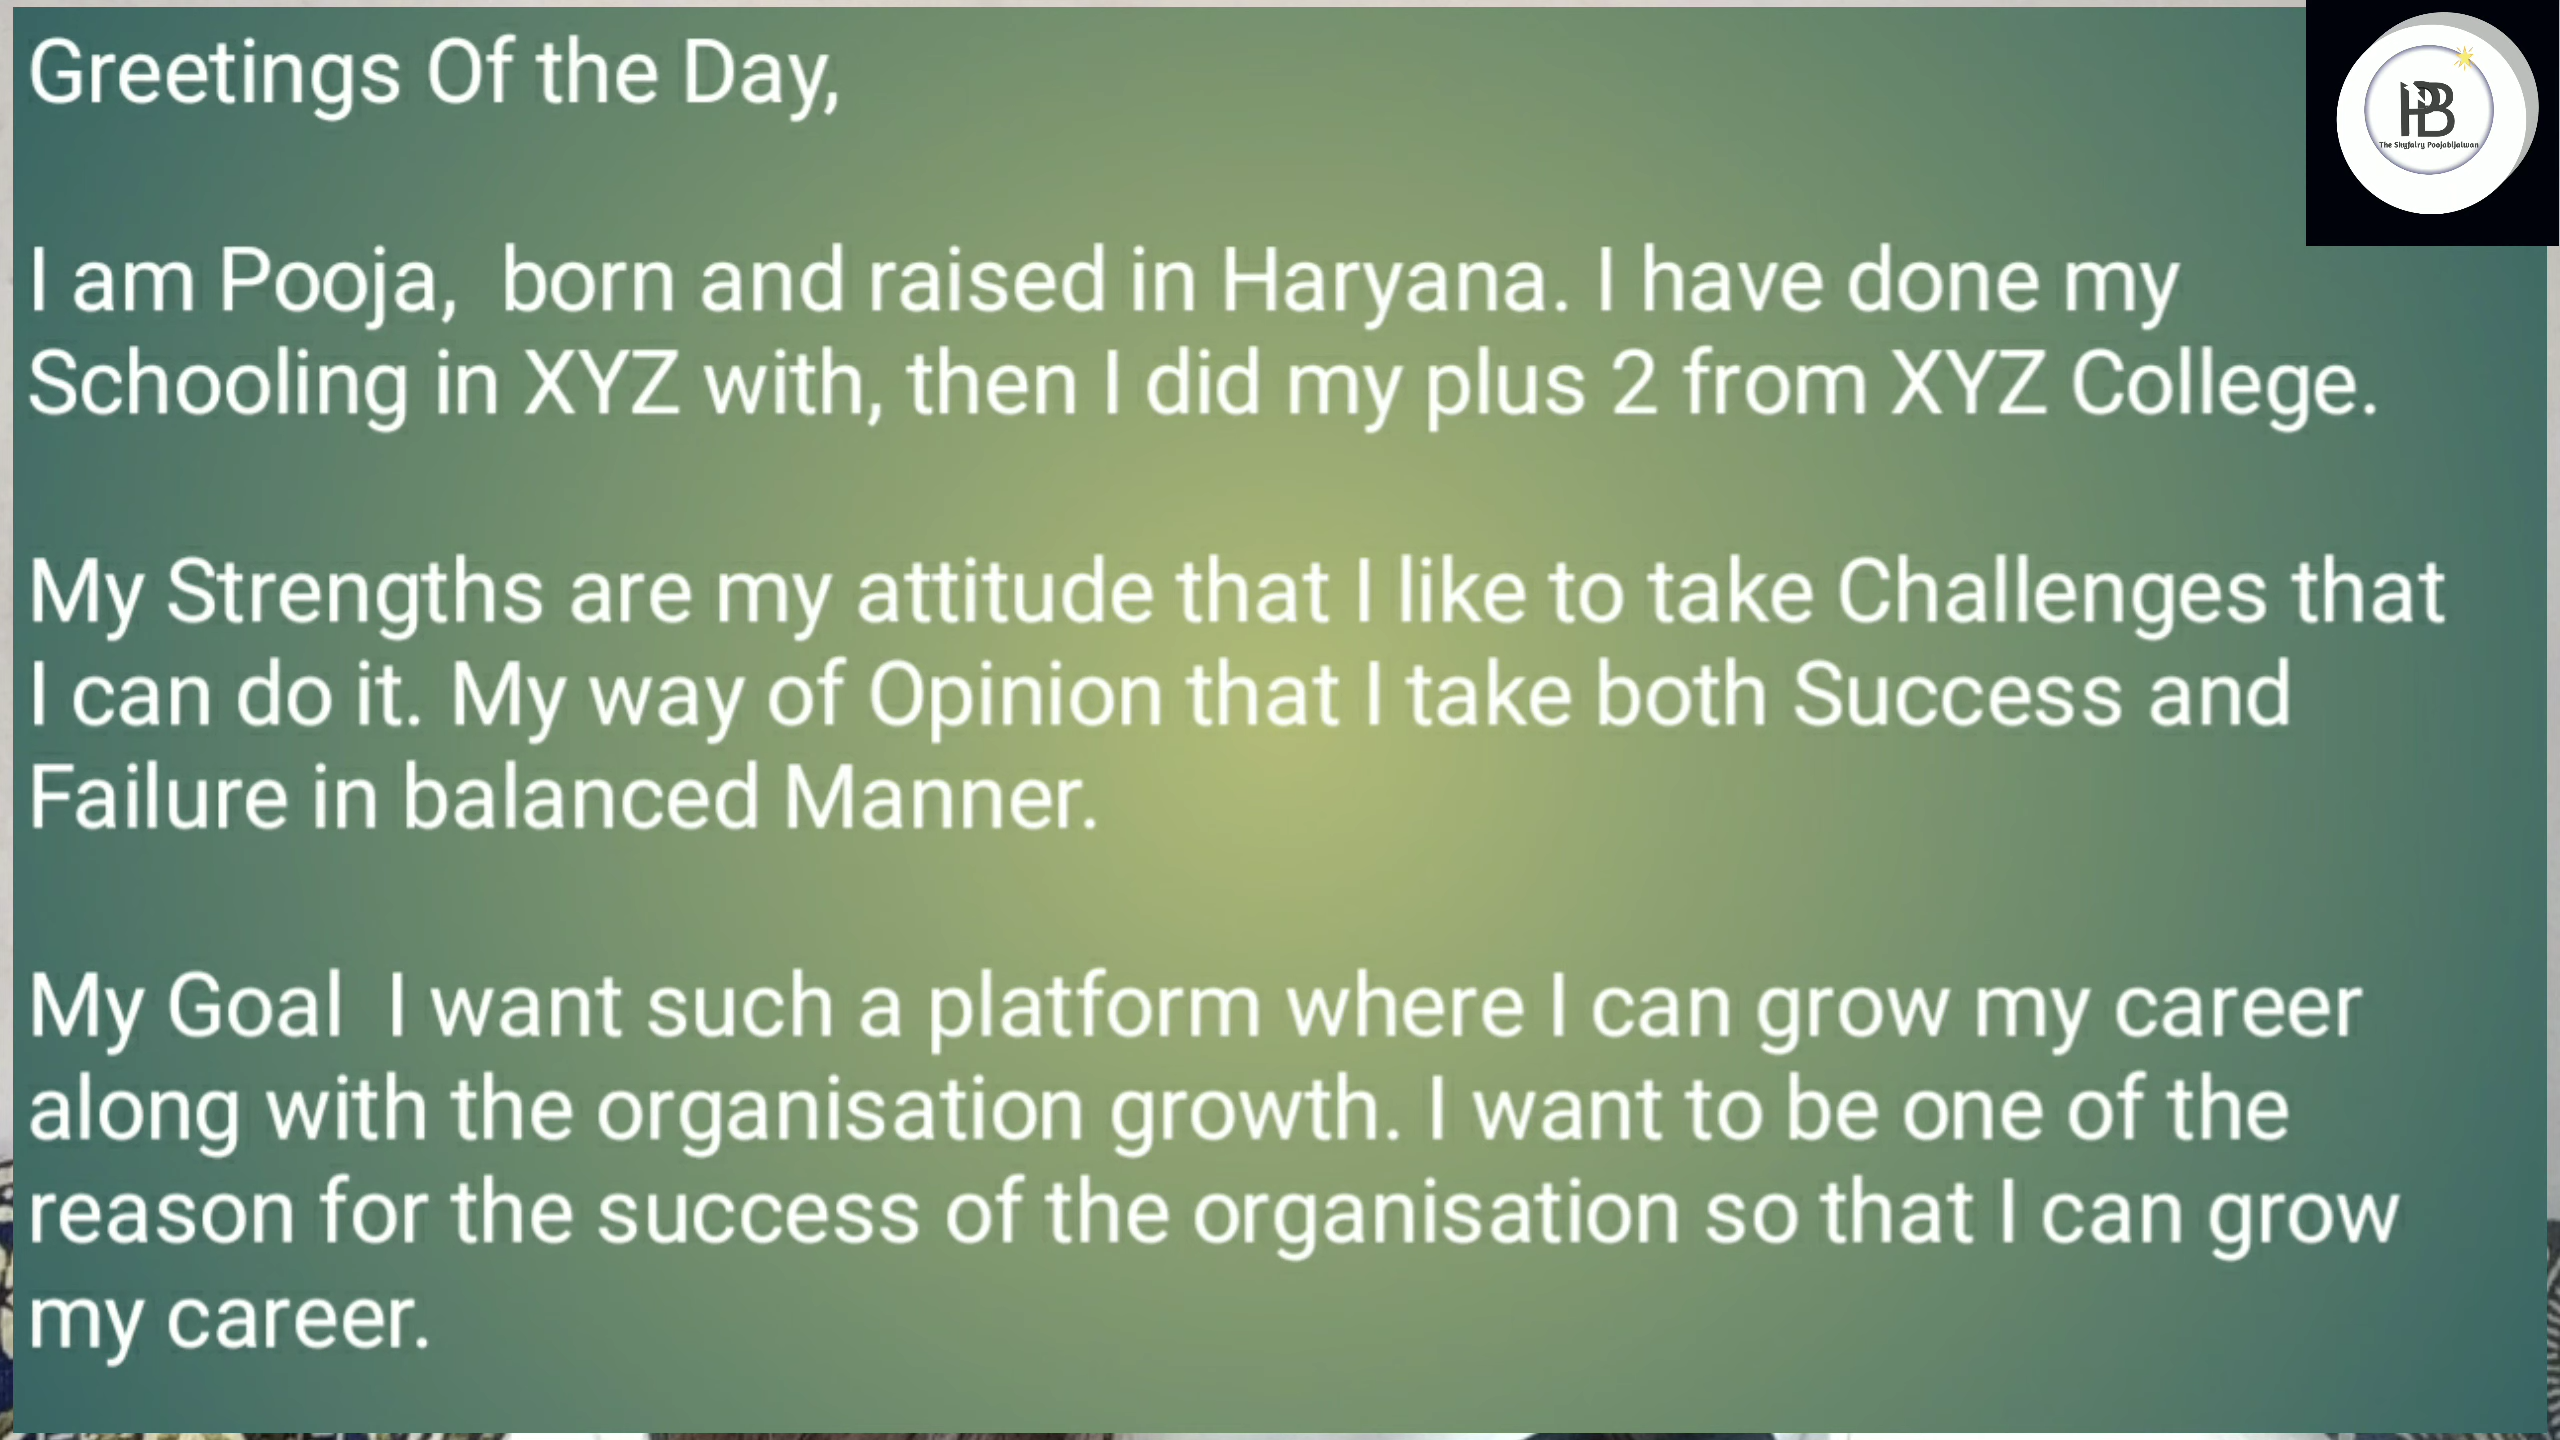 Greetings Of the Day,
I am Pooja,  born and raised in Haryana. I have done my
Schooling in XYZ with, then I did my plus 2 from XYZ College.
My Strengths are my attitude that I like to take Challenges that
I can do it. My way of Opinion that I take both Success and
Failure in balanced Manner.
My Goal  I want such a platform where I can grow my career
along with the organisation growth. I want to be one of the
reason for the success of the organisation so that I can grow
my career.
PB
The Skyfairy Poojabijalwan